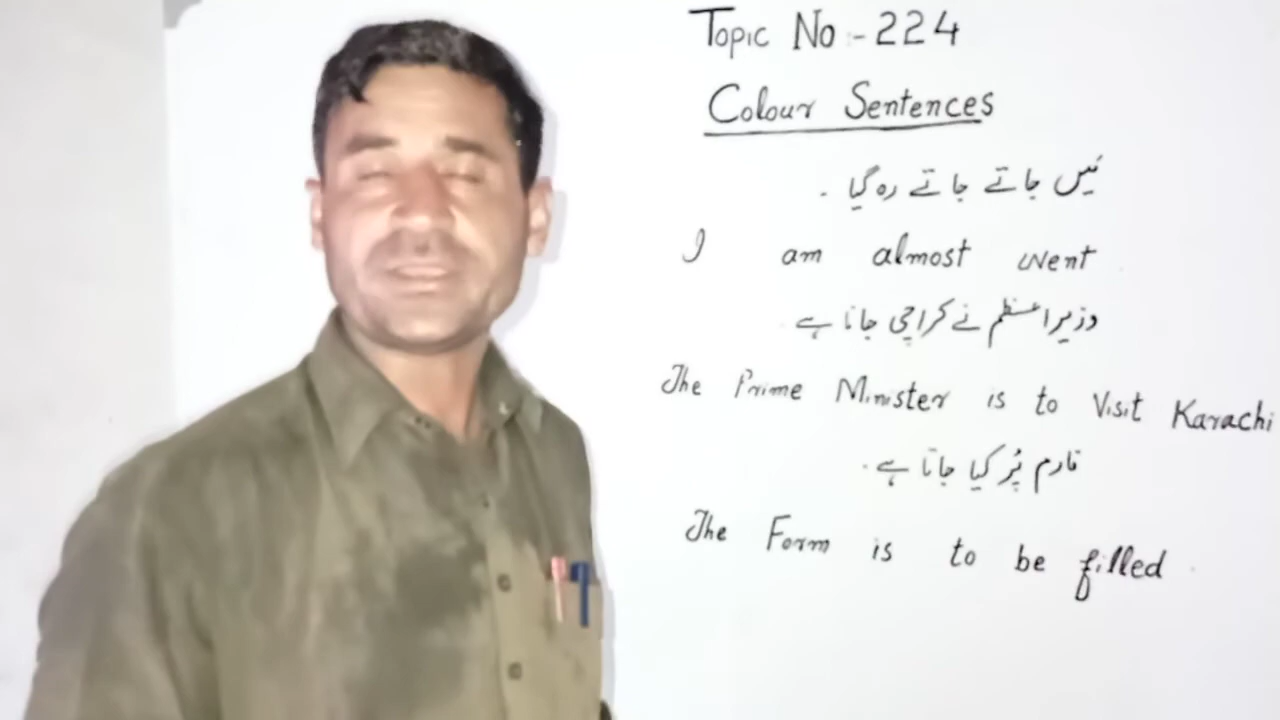 Topic No :- 224
Colour Sentences
میں جاتے جاتے رہ گیا ۔
I am almost went
وزیراعظم نے کراچی جانا ہے
The Prime Minister is to Visit Karachi
فارم پُر کیا جانا ہے ۔
The Form is to be filled